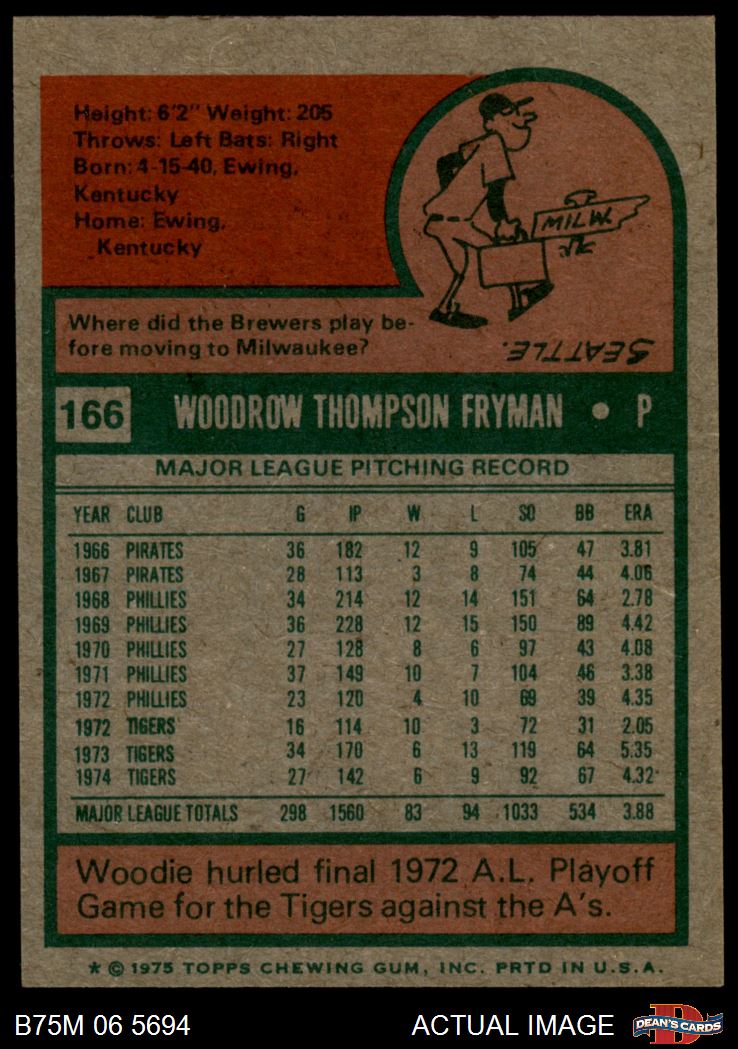 Height: 6'2" Weight: 205
Throws: Left Bats: Right
Born: 4-15-40, Ewing,
Kentucky
Home: Ewing,
Kentucky
MILW.
Where did the Brewers play be-
fore moving to Milwaukee?
SEATTLE.
166 WOODROW THOMPSON FRYMAN • P
MAJOR LEAGUE PITCHING RECORD
YEAR CLUB G IP W L SO BB ERA
1966 PIRATES 36 182 12 9 105 47 3.81
1967 PIRATES 28 113 3 8 74 44 4.06
1968 PHILLIES 34 214 12 14 151 64 2.78
1969 PHILLIES 36 228 12 15 150 89 4.42
1970 PHILLIES 27 128 8 6 97 43 4.08
1971 PHILLIES 37 149 10 7 104 46 3.38
1972 PHILLIES 23 120 4 10 69 39 4.35
1972 TIGERS 16 114 10 3 72 31 2.05
1973 TIGERS 34 170 6 13 119 64 5.35
1974 TIGERS 27 142 6 9 92 67 4.32
MAJOR LEAGUE TOTALS 298 1560 83 94 1033 534 3.88
Woodie hurled final 1972 A.L. Playoff
Game for the Tigers against the A's.
* © 1975 TOPPS CHEWING GUM, INC. PRTD IN U.S.A.
B75M 06 5694 ACTUAL IMAGE DEAN'S CARDS